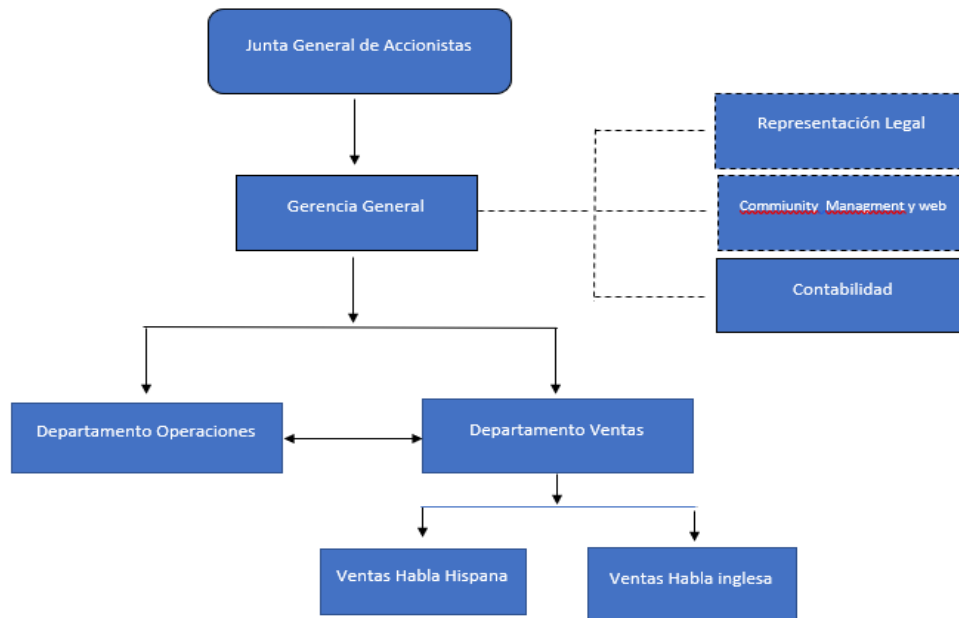 Junta General de Accionistas
Representación Legal
Gerencia General
Commiunity Managment y web
Contabilidad
Departamento Operaciones
Departamento Ventas
Ventas Habla Hispana
Ventas Habla inglesa